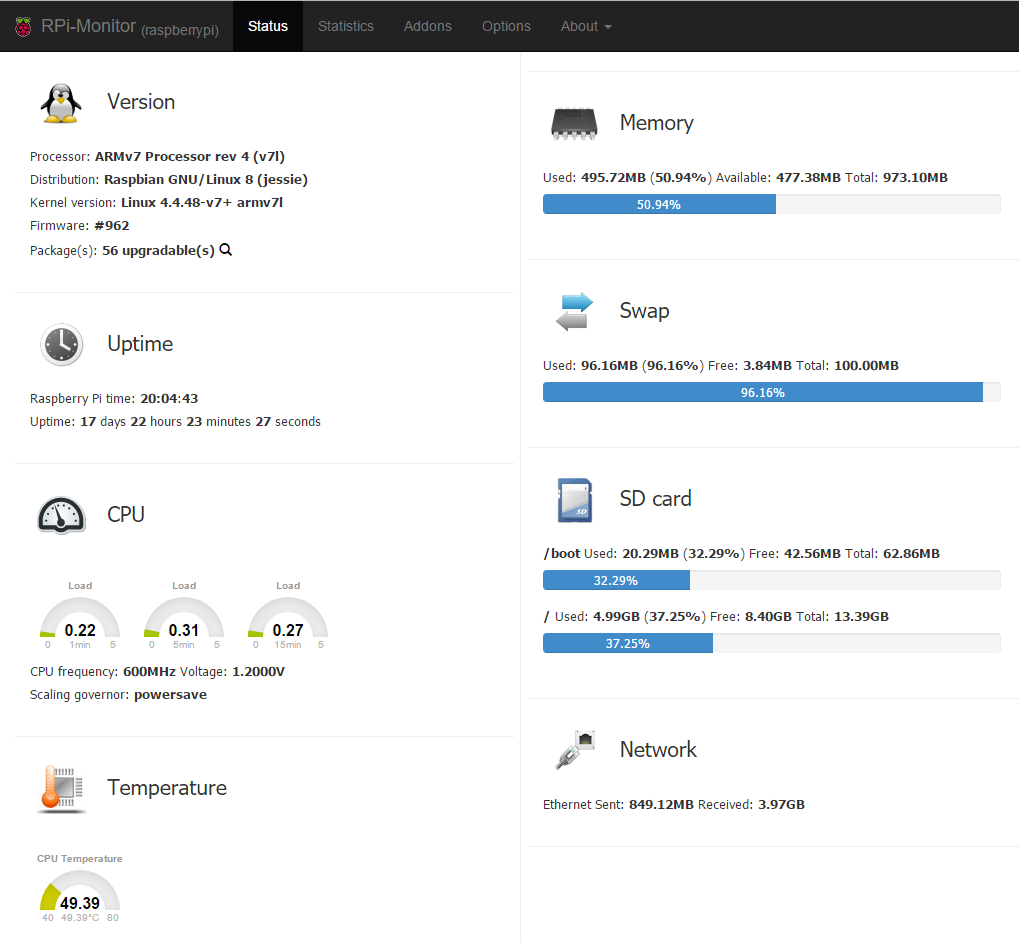 RPi-Monitor (raspberrypi) Status Statistics Addons Options About
Version
Processor: ARMv7 Processor rev 4 (v7l)
Distribution: Raspbian GNU/Linux 8 (jessie)
Kernel version: Linux 4.4.48-v7+ armv7l
Firmware: #962
Package(s): 56 upgradable(s)
Uptime
Raspberry Pi time: 20:04:43
Uptime: 17 days 22 hours 23 minutes 27 seconds
CPU
Load Load Load
0.22 0.31 0.27
0 1min 5 0 5min 5 0 15min 5
CPU frequency: 600MHz Voltage: 1.2000V
Scaling governor: powersave
Temperature
CPU Temperature
49.39
40 49.39°C 80
Memory
Used: 495.72MB (50.94%) Available: 477.38MB Total: 973.10MB
50.94%
Swap
Used: 96.16MB (96.16%) Free: 3.84MB Total: 100.00MB
96.16%
SD
SD card
/boot Used: 20.29MB (32.29%) Free: 42.56MB Total: 62.86MB
32.29%
/ Used: 4.99GB (37.25%) Free: 8.40GB Total: 13.39GB
37.25%
Network
Ethernet Sent: 849.12MB Received: 3.97GB